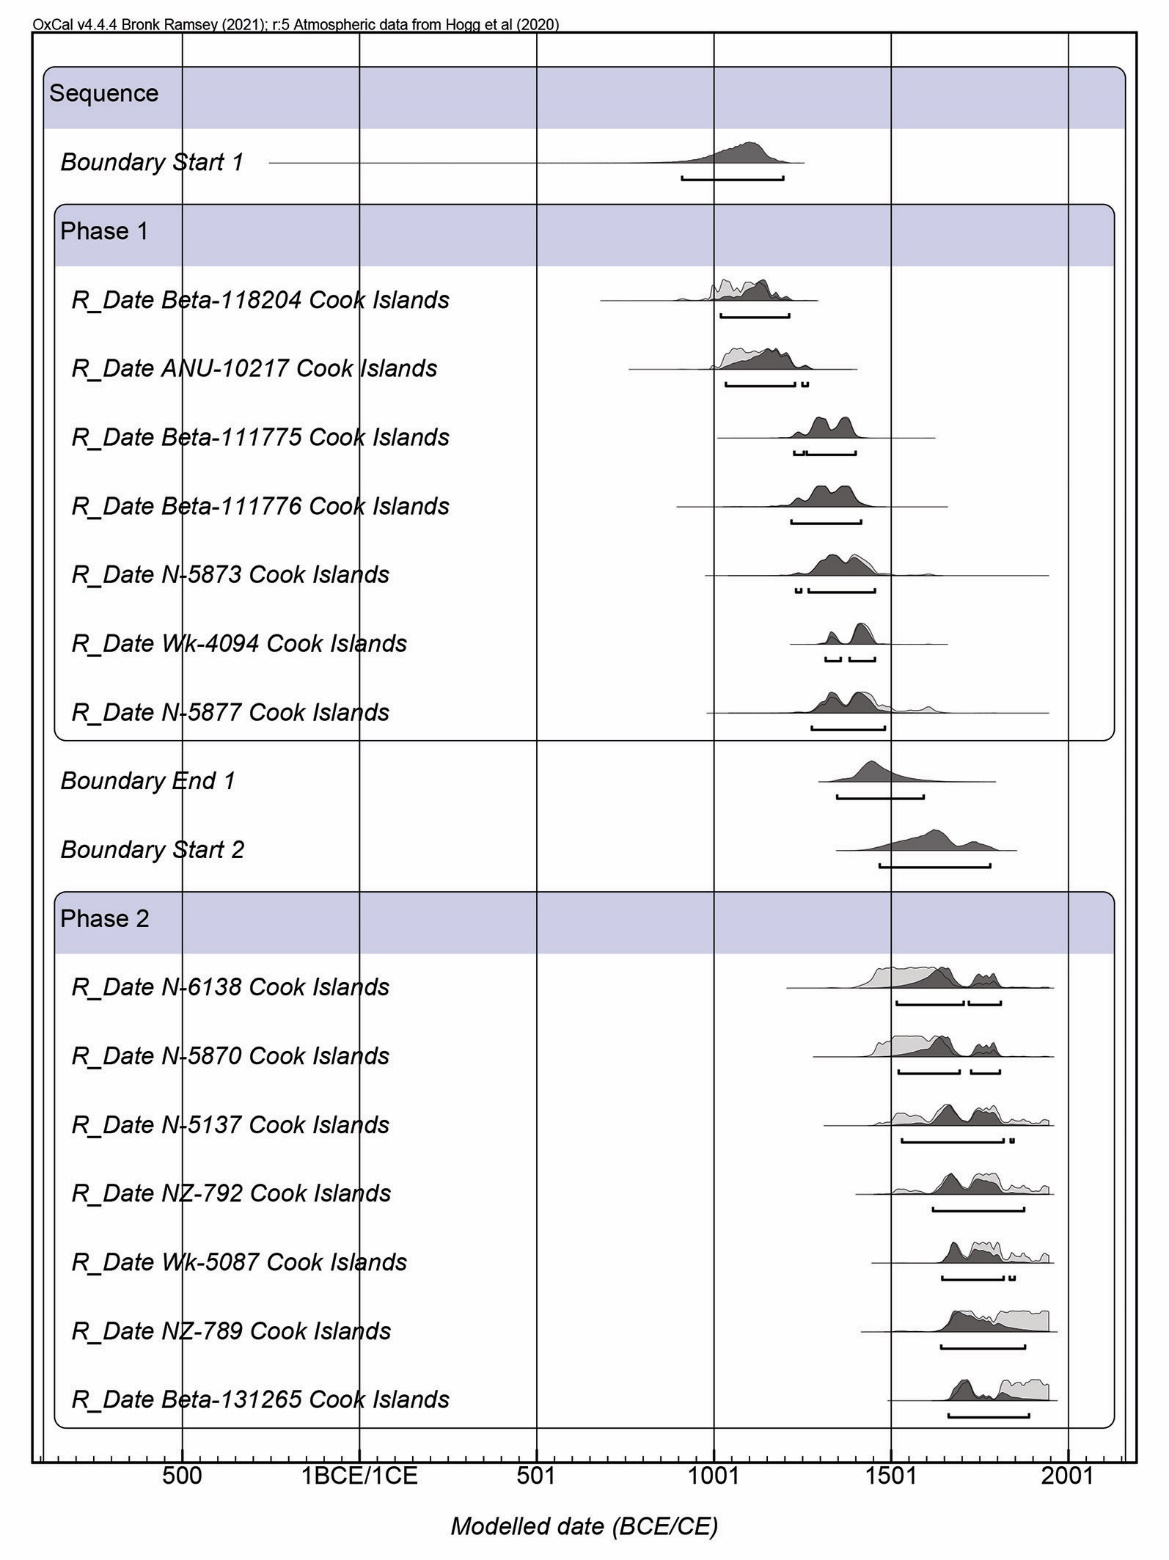 OxCal v4.4.4 Bronk Ramsey (2021); r:5 Atmospheric data from Hogg et al (2020)
Sequence
Boundary Start 1
Phase 1
R_Date Beta-118204 Cook Islands
R_Date ANU-10217 Cook Islands
R_Date Beta-111775 Cook Islands
R_Date Beta-111776 Cook Islands
R_Date N-5873 Cook Islands
R_Date Wk-4094 Cook Islands
R_Date N-5877 Cook Islands
Boundary End 1
Boundary Start 2
Phase 2
R_Date N-6138 Cook Islands
R_Date N-5870 Cook Islands
R_Date N-5137 Cook Islands
R_Date NZ-792 Cook Islands
R_Date Wk-5087 Cook Islands
R_Date NZ-789 Cook Islands
R_Date Beta-131265 Cook Islands
500 1BCE/1CE 501 1001 1501 2001
Modelled date (BCE/CE)